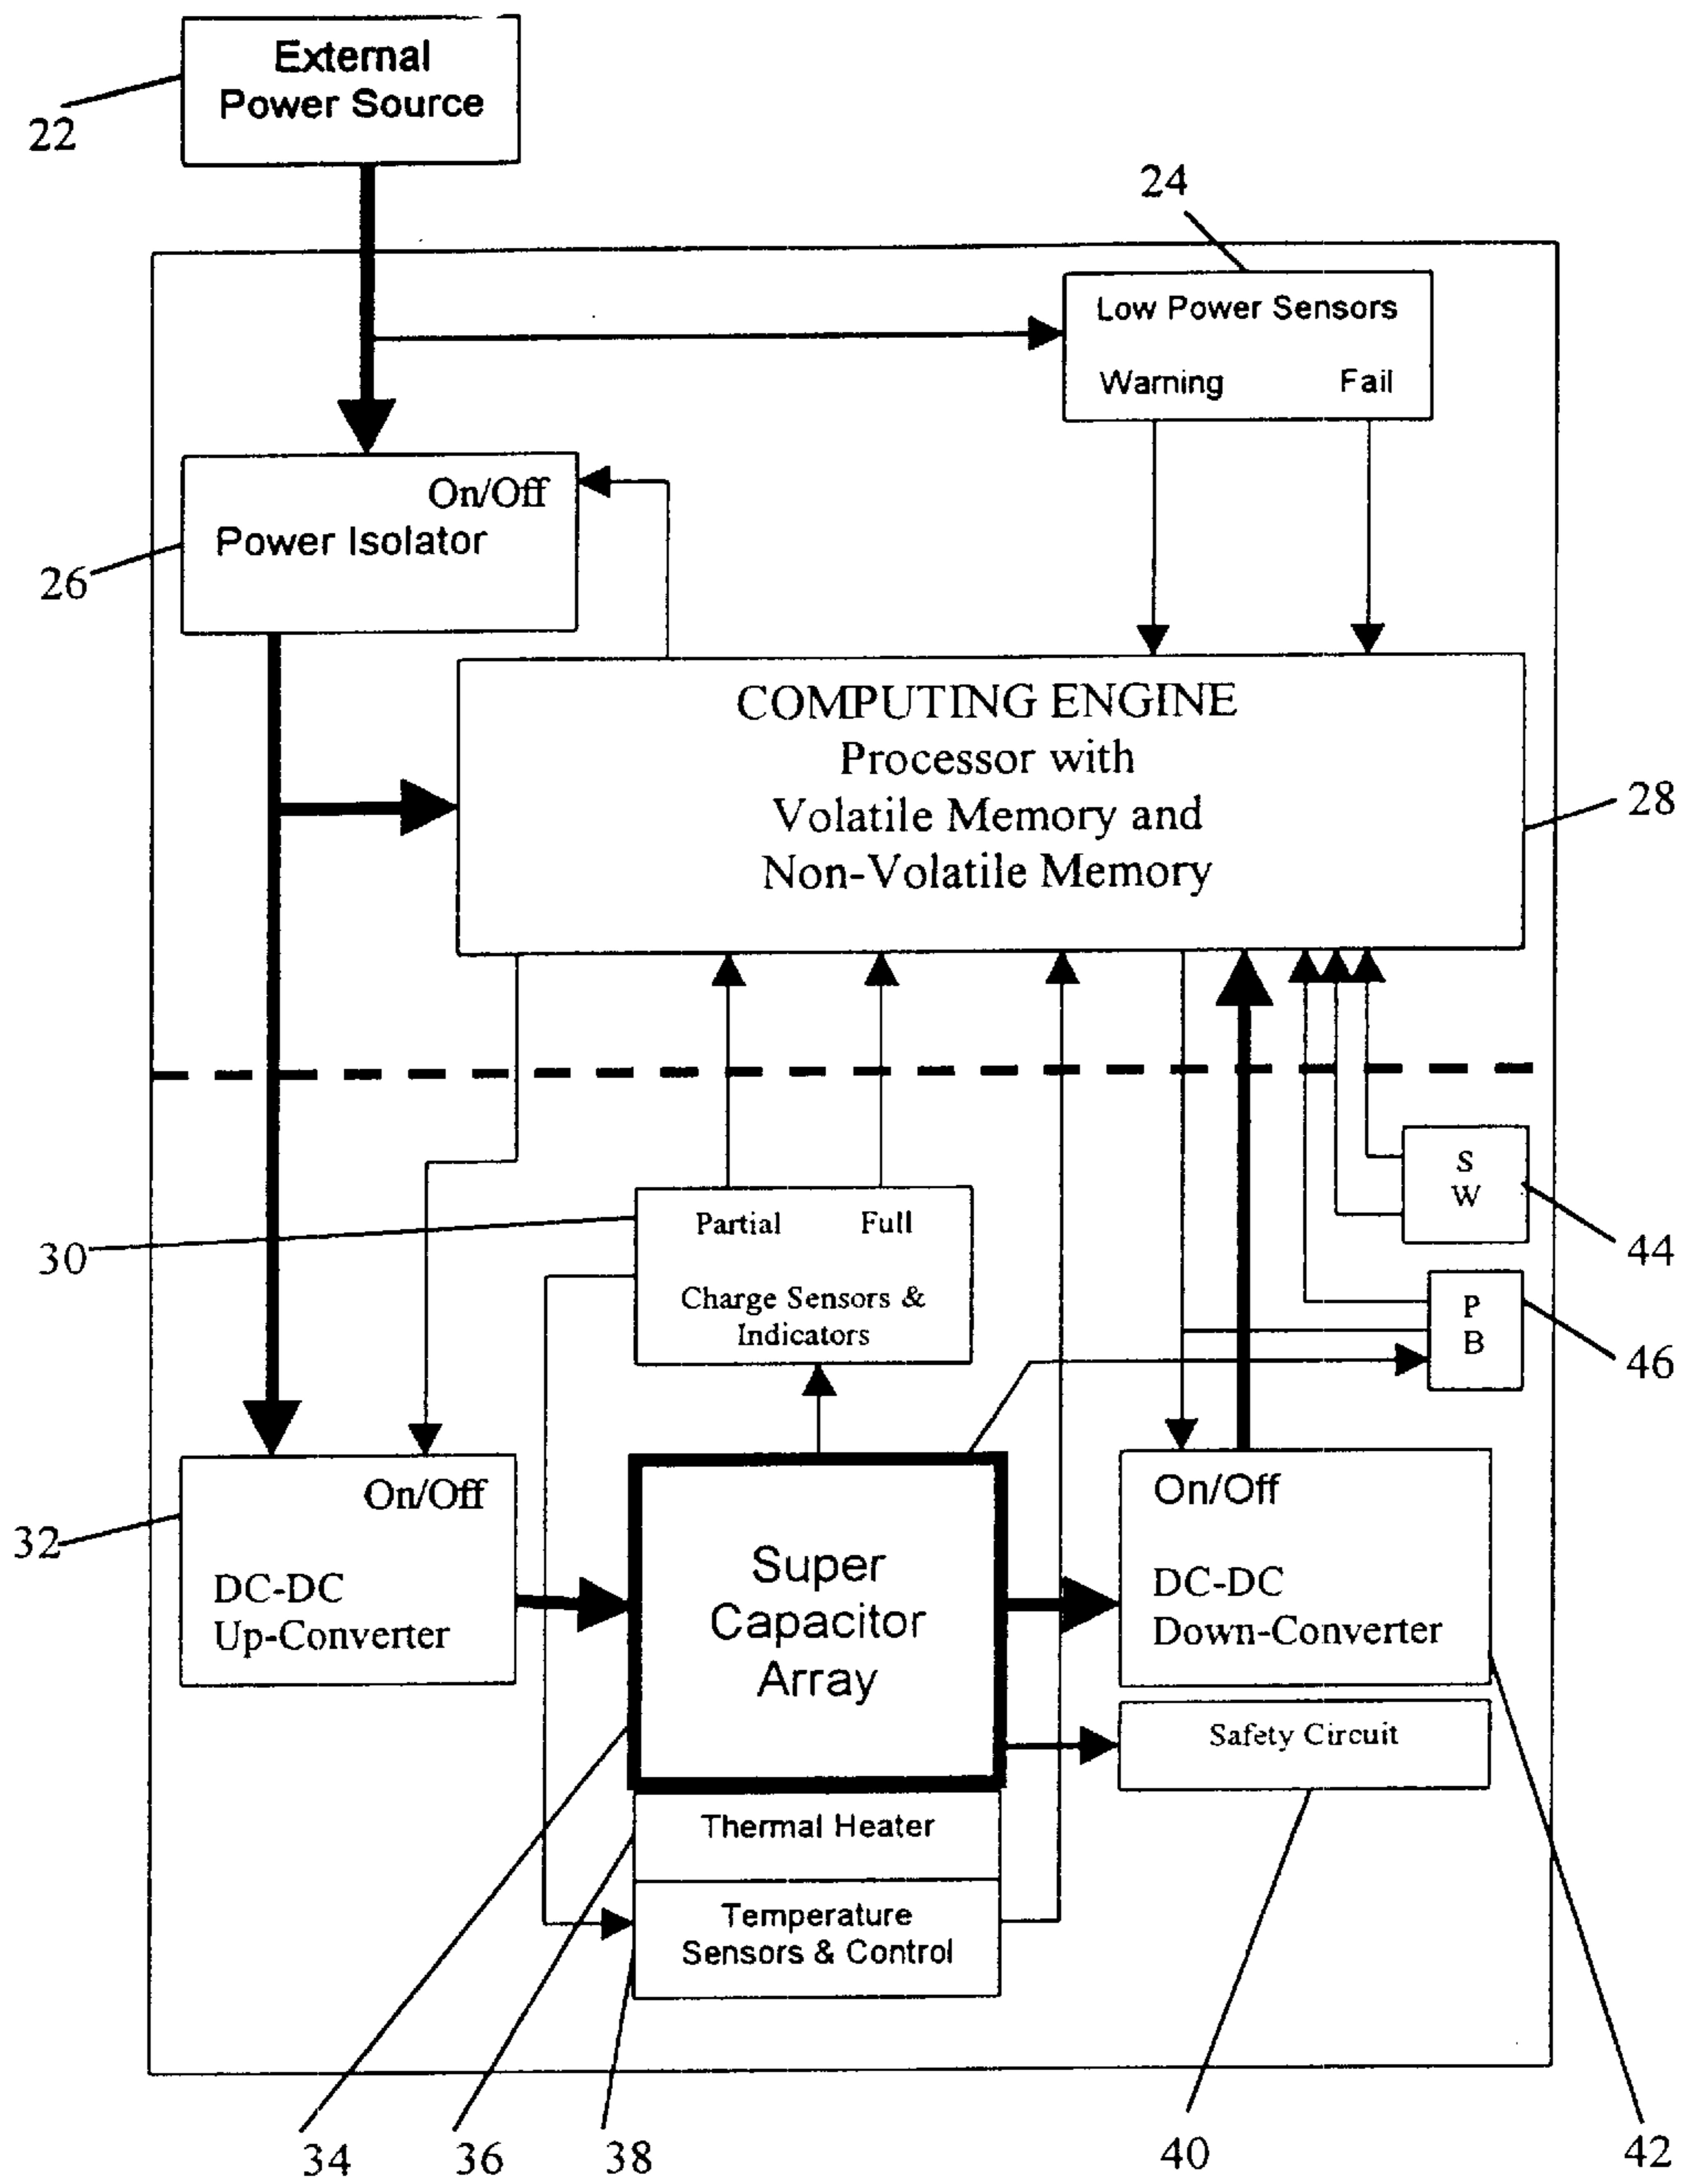 External
Power Source
22
24
Low Power Sensors
Warning Fail
On/Off
Power Isolator
26
COMPUTING ENGINE
Processor with
Volatile Memory and
Non-Volatile Memory
28
S
W
44
Partial Full
Charge Sensors &
Indicators
30
P
B
46
On/Off
DC-DC
Up-Converter
32
Super
Capacitor
Array
On/Off
DC-DC
Down-Converter
Safety Circuit
Thermal Heater
Temperature
Sensors & Control
34
36
38
40
42